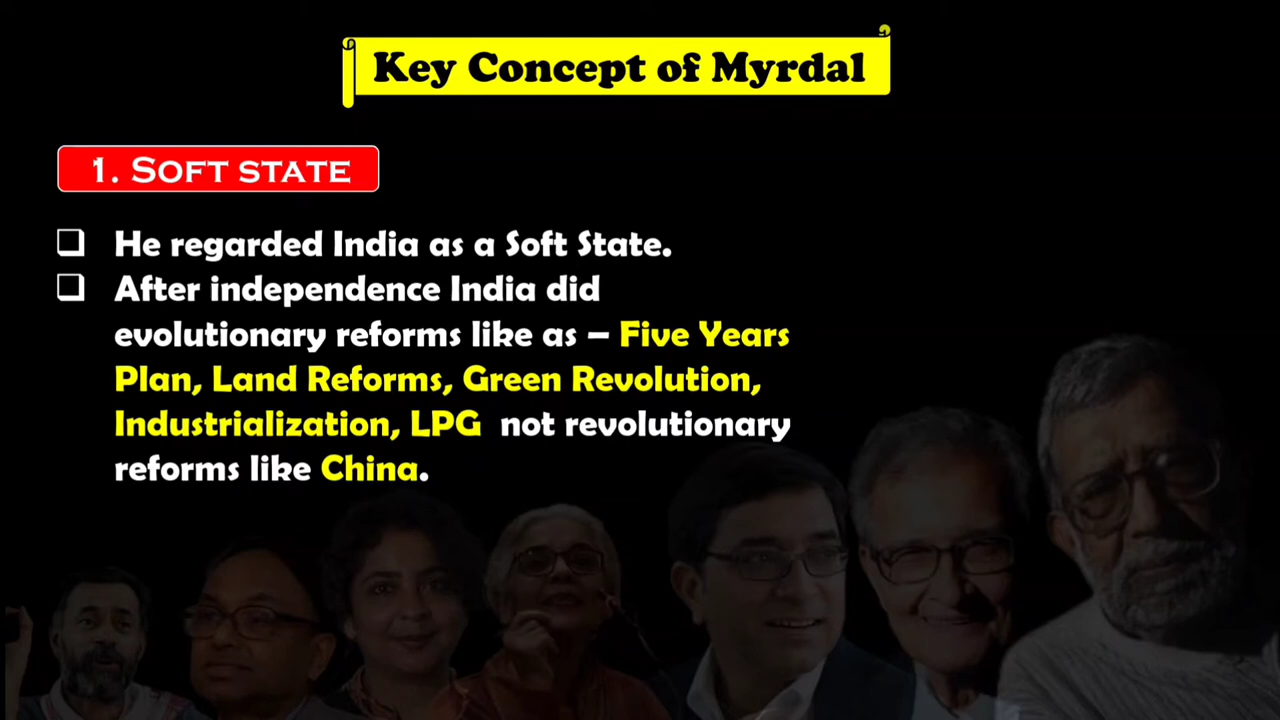 Key Concept of Myrdal
1. SOFT STATE
He regarded India as a Soft State.
After independence India did
evolutionary reforms like as – Five Years
Plan, Land Reforms, Green Revolution,
Industrialization, LPG not revolutionary
reforms like China.